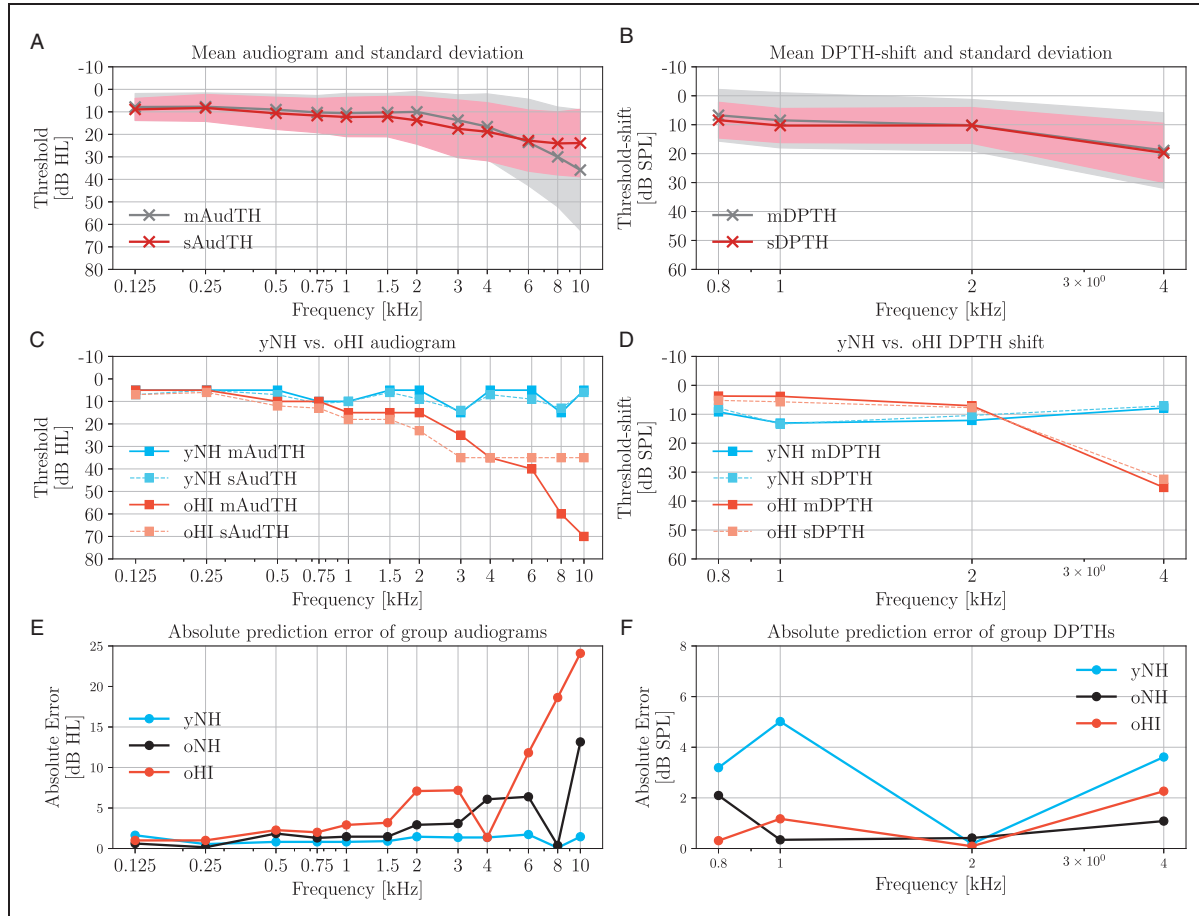 A
Mean audiogram and standard deviation
-10
0
10
20
30
40
50
60
70
80
Threshold
[dB HL]
mAudTH
sAudTH
0.125 0.25 0.5 0.75 1 1.5 2 3 4 6 8 10
Frequency [kHz]
B
Mean DPTH-shift and standard deviation
-10
0
10
20
30
40
50
60
Threshold-shift
[dB SPL]
mDPTH
sDPTH
0.8 1 2 3 × 10⁰ 4
Frequency [kHz]
C
yNH vs. oHI audiogram
-10
0
10
20
30
40
50
60
70
80
Threshold
[dB HL]
yNH mAudTH
yNH sAudTH
oHI mAudTH
oHI sAudTH
0.125 0.25 0.5 0.75 1 1.5 2 3 4 6 8 10
Frequency [kHz]
D
yNH vs. oHI DPTH shift
-10
0
10
20
30
40
50
60
Threshold-shift
[dB SPL]
yNH mDPTH
yNH sDPTH
oHI mDPTH
oHI sDPTH
0.8 1 2 3 × 10⁰ 4
Frequency [kHz]
E
Absolute prediction error of group audiograms
25
20
15
10
5
0
Absolute Error
[dB HL]
yNH
oNH
oHI
0.125 0.25 0.5 0.75 1 1.5 2 3 4 6 8 10
Frequency [kHz]
F
Absolute prediction error of group DPTHs
8
6
4
2
0
Absolute Error
[dB SPL]
yNH
oNH
oHI
0.8 1 2 3 × 10⁰ 4
Frequency [kHz]